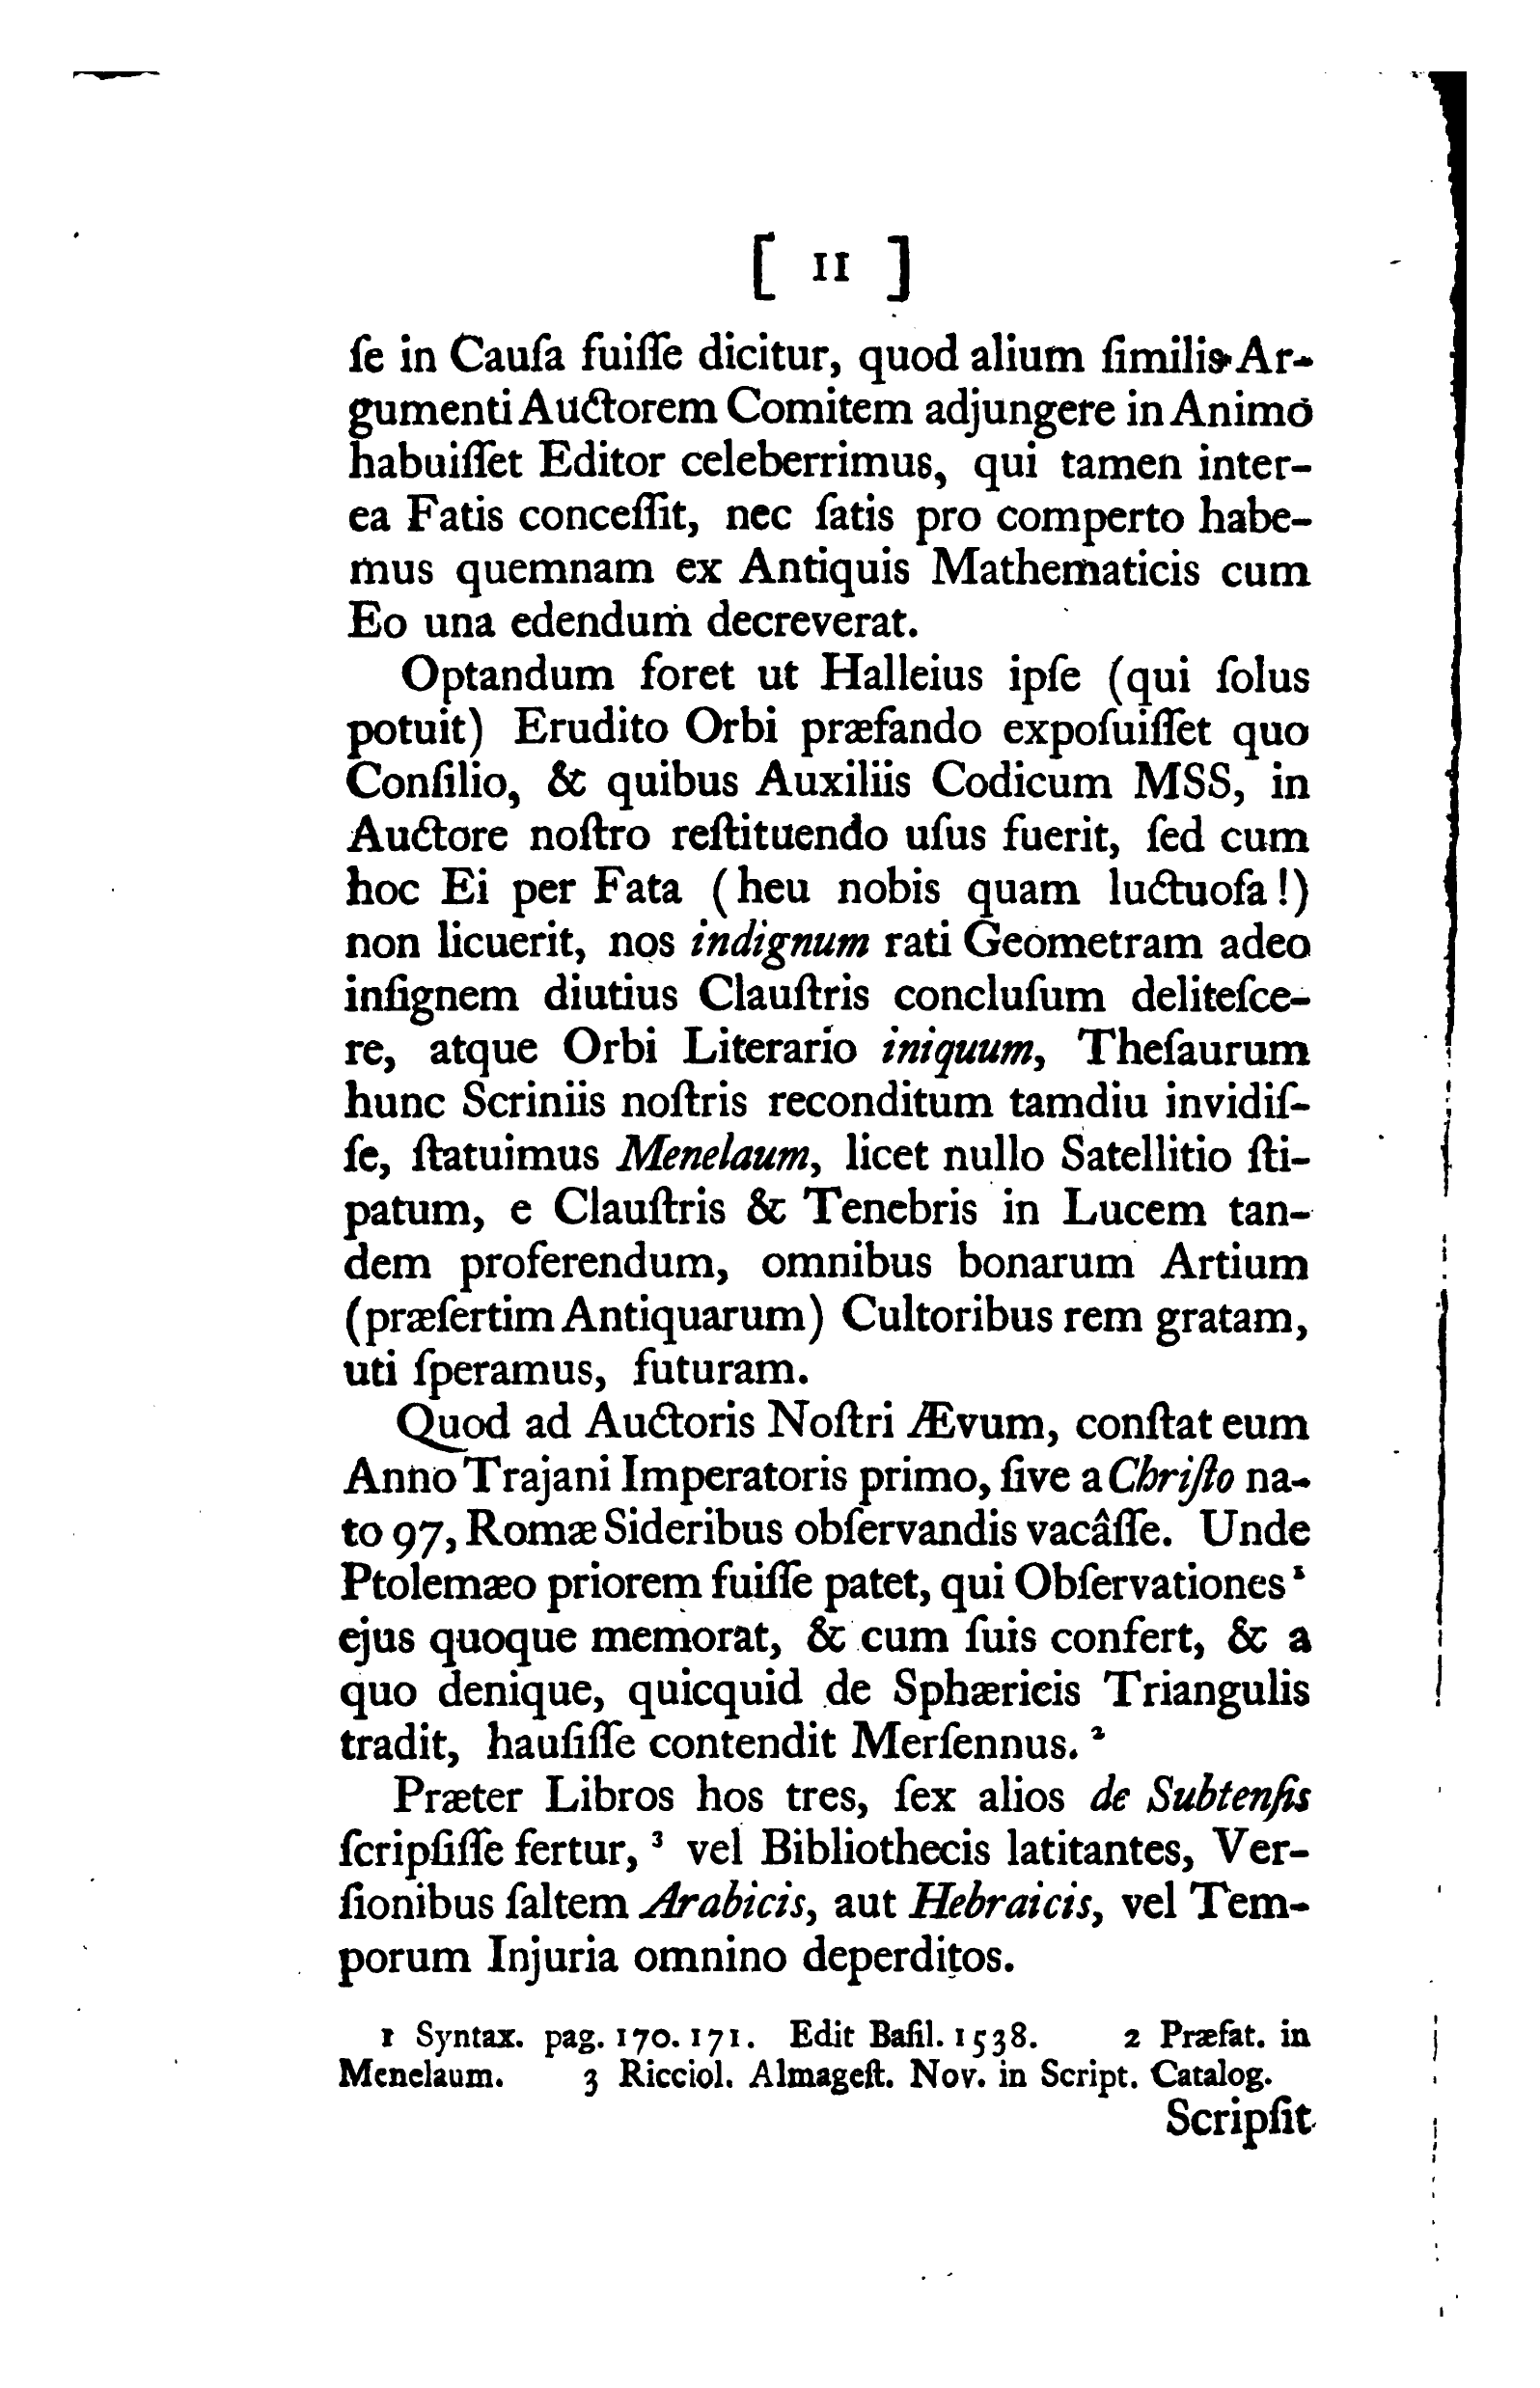 [ 11 ]
ſe in Cauſa fuiſſe dicitur, quod alium ſimilis Ar-
gumenti Auctorem Comitem adjungere in Animo
habuiſſet Editor celeberrimus, qui tamen inter-
ea Fatis conceſſit, nec ſatis pro comperto habe-
mus quemnam ex Antiquis Mathematicis cum
Eo una edendum decreverat.
Optandum foret ut Halleius ipſe (qui ſolus
potuit) Erudito Orbi præfando expoſuiſſet quo
Conſilio, & quibus Auxiliis Codicum MSS, in
Auctore noſtro reſtituendo uſus fuerit, ſed cum
hoc Ei per Fata (heu nobis quam luctuoſa!)
non licuerit, nos indignum rati Geometram adeo
inſignem diutius Clauſtris concluſum deliteſce-
re, atque Orbi Literario iniquum, Theſaurum
hunc Scriniis noſtris reconditum tamdiu invidiſ-
ſe, ſtatuimus Menelaum, licet nullo Satellitio ſti-
patum, e Clauſtris & Tenebris in Lucem tan-
dem proferendum, omnibus bonarum Artium
(præſertim Antiquarum) Cultoribus rem gratam,
uti ſperamus, futuram.
Quod ad Auctoris Noſtri Ævum, conſtat eum
Anno Trajani Imperatoris primo, ſive a Chriſto na-
to 97, Romæ Sideribus obſervandis vacâſſe. Unde
Ptolemæo priorem fuiſſe patet, qui Obſervationes ¹
ejus quoque memorat, & cum ſuis confert, & a
quo denique, quicquid de Sphæricis Triangulis
tradit, hauſiſſe contendit Merſennus. ²
Præter Libros hos tres, ſex alios de Subtenſis
ſcripſiſſe fertur, ³ vel Bibliothecis latitantes, Ver-
ſionibus ſaltem Arabicis, aut Hebraicis, vel Tem-
porum Injuria omnino deperditos.
1 Syntax. pag. 170. 171. Edit Baſil. 1538. 2 Præfat. in
Menelaum. 3 Ricciol. Almageſt. Nov. in Script. Catalog.
Scripſit